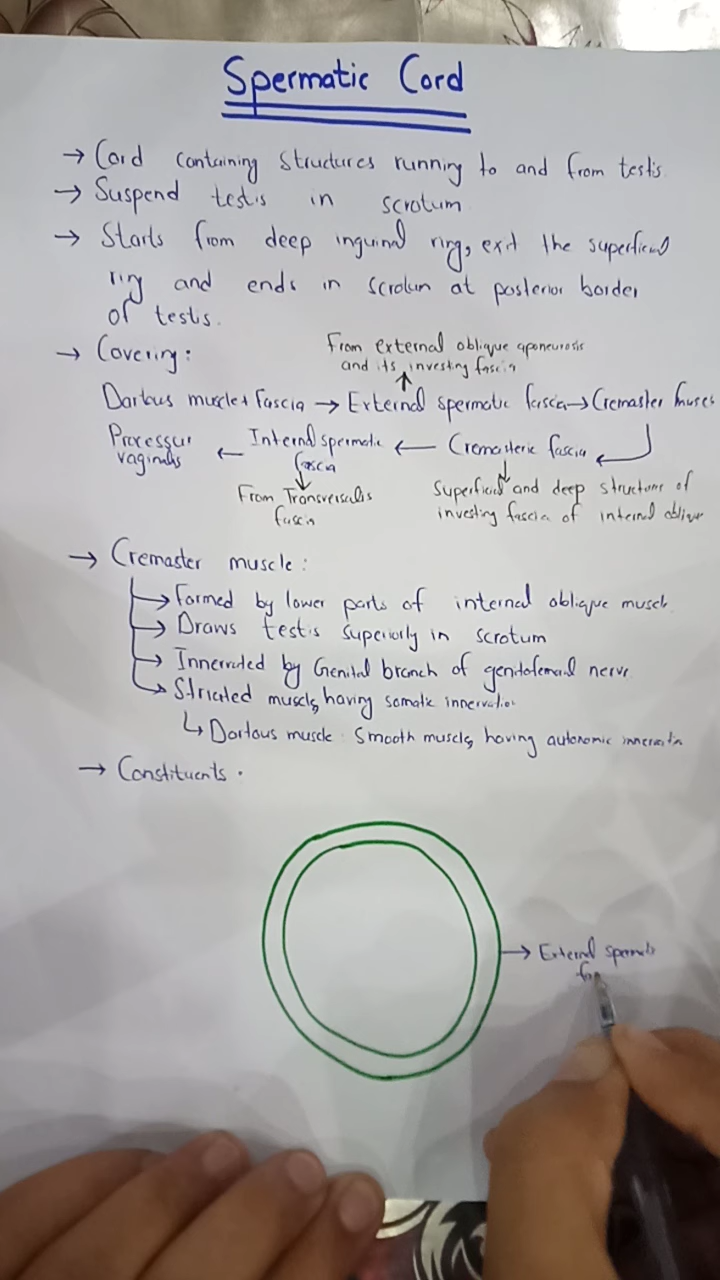 Spermatic Cord
→ Cord containing structures running to and from testis.
→ Suspend testis in scrotum
→ Starts from deep inguinal ring, exit the superficial
ring and ends in scrotum at posterior border
of testis.
→ Covering:
From external oblique aponeurosis
and its investing fascia
Dartous muscle + Fascia → External spermatic fascia → Cremaster muscle
Processus vaginalis ← Internal spermatic fascia ← Cremasteric fascia
From Transversalis fascia
Superficial and deep structure of
investing fascia of internal oblique
→ Cremaster muscle:
→ Formed by lower parts of internal oblique muscle
→ Draws testis superiorly in scrotum
→ Innervated by Genital branch of genitofemoral nerve
→ Striated muscle, having somatic innervation
↳ Dartous muscle: Smooth muscle, having autonomic innervation
→ Constituents.
→ External spermatic